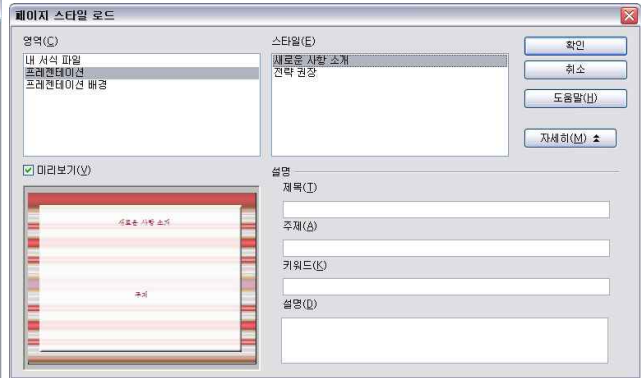 페이지 스타일 로드
영역(C)
내 서식 파일
프레젠테이션
프레젠테이션 배경
스타일(E)
새로운 사항 소개
전략 권장
확인
취소
도움말(H)
자세히(M)
미리보기(V)
새로운 사항 소개
주제
설명
제목(T)
주제(A)
키워드(K)
설명(D)